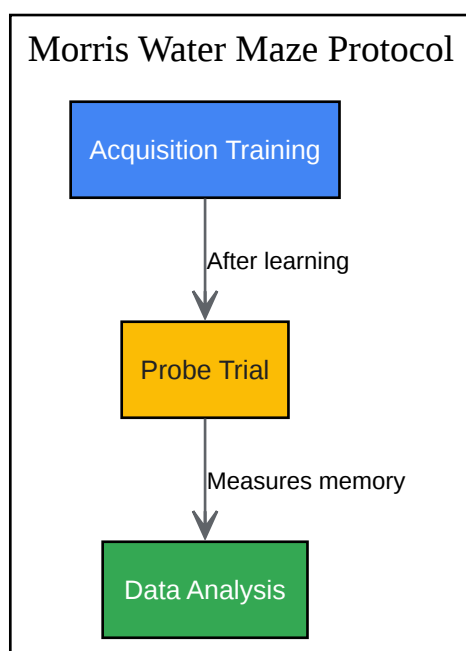 Morris Water Maze Protocol
Acquisition Training
After learning
Probe Trial
Measures memory
Data Analysis